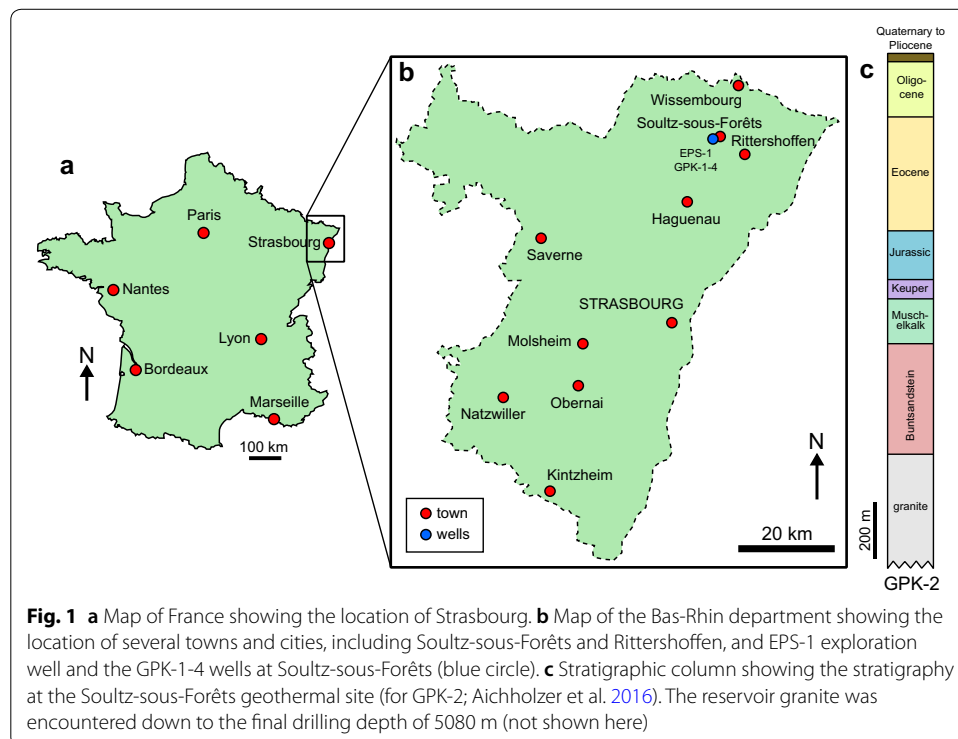 a
Paris
Strasbourg
Nantes
Lyon
N
Bordeaux
Marseille
100 km
b
Wissembourg
Soultz-sous-Forêts
Rittershoffen
EPS-1
GPK-1-4
Haguenau
Saverne
STRASBOURG
Molsheim
Natzwiller
Obernai
N
Kintzheim
town
wells
20 km
c
Quaternary to
Pliocene
Oligo-
cene
Eocene
Jurassic
Keuper
Musch-
elkalk
Buntsandstein
granite
200 m
GPK-2
Fig. 1 a Map of France showing the location of Strasbourg. b Map of the Bas-Rhin department showing the
location of several towns and cities, including Soultz-sous-Forêts and Rittershoffen, and EPS-1 exploration
well and the GPK-1-4 wells at Soultz-sous-Forêts (blue circle). c Stratigraphic column showing the stratigraphy
at the Soultz-sous-Forêts geothermal site (for GPK-2; Aichholzer et al. 2016). The reservoir granite was
encountered down to the final drilling depth of 5080 m (not shown here)